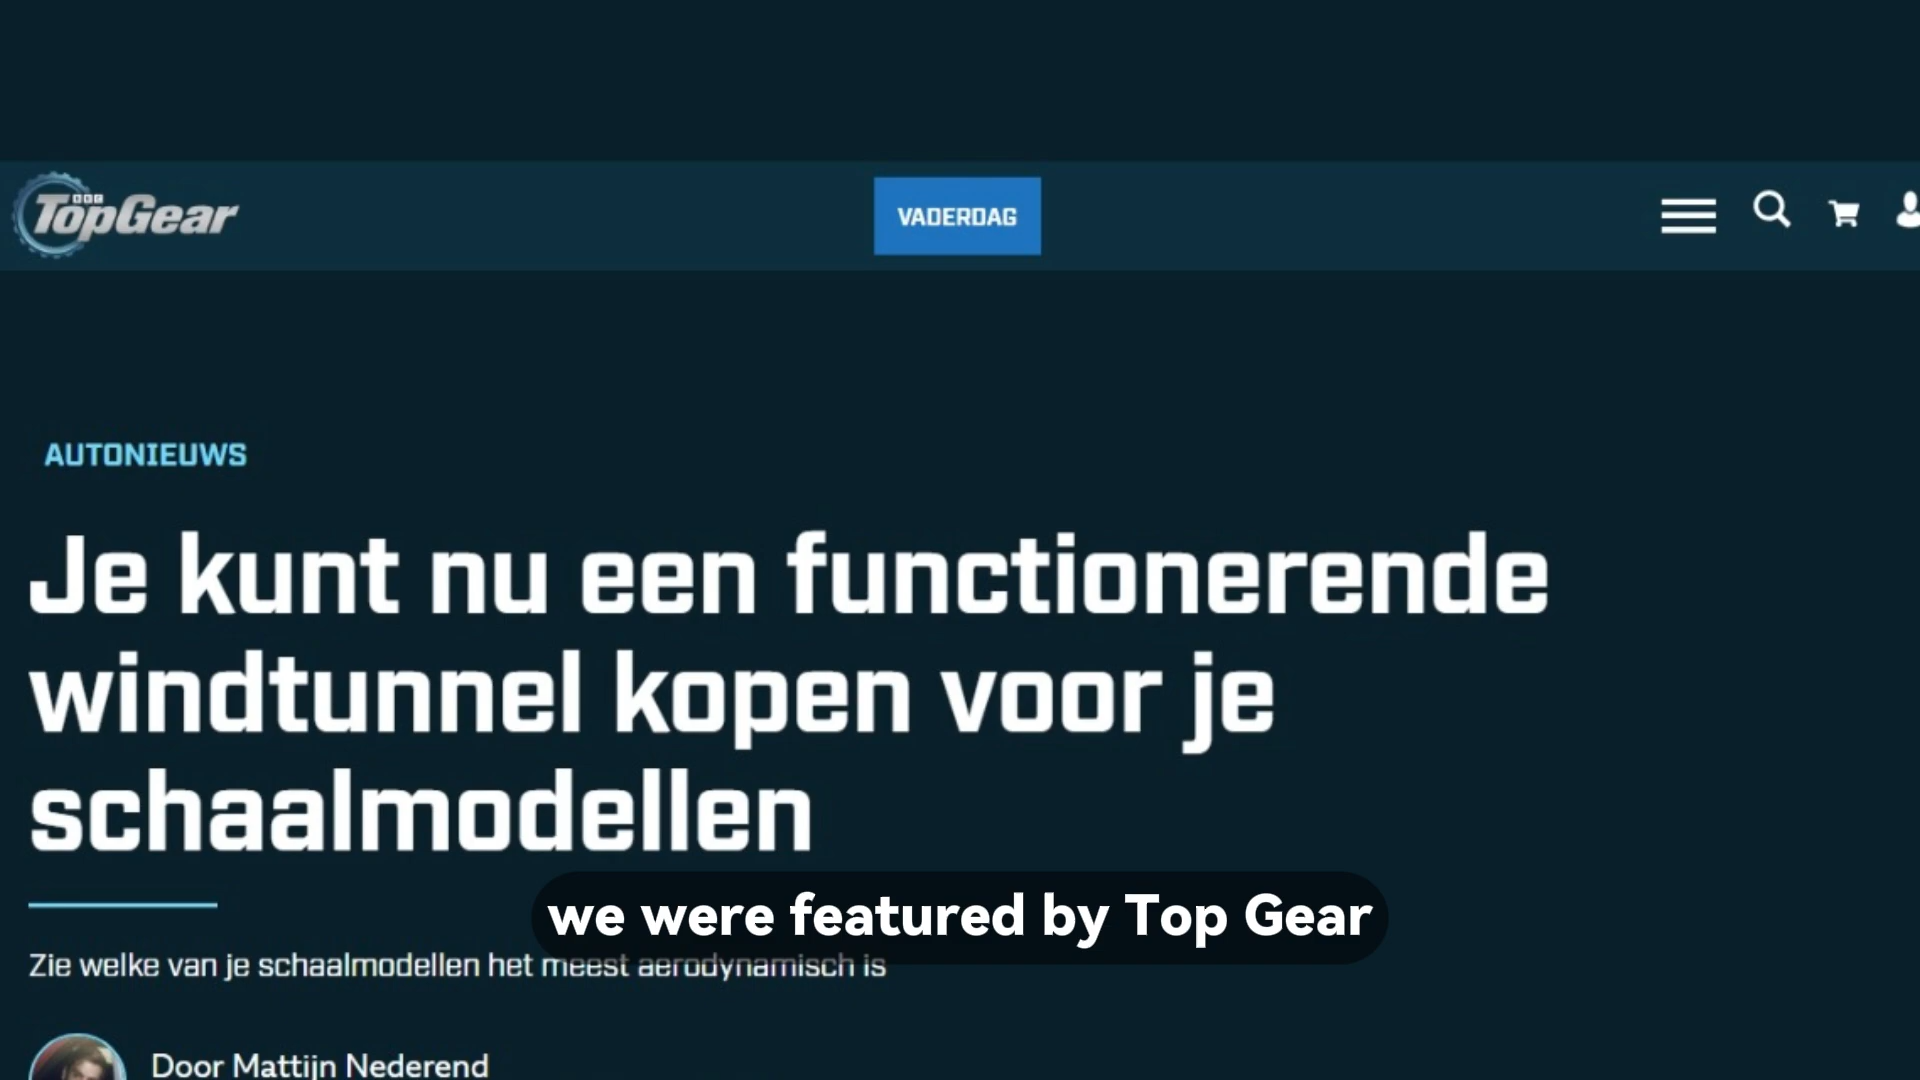 BBC
TopGear
VADERDAG
AUTONIEUWS
Je kunt nu een functionerende
windtunnel kopen voor je
schaalmodellen
we were featured by Top Gear
Zie welke van je schaalmodellen het meest aerodynamisch is
Door Mattijn Nederend